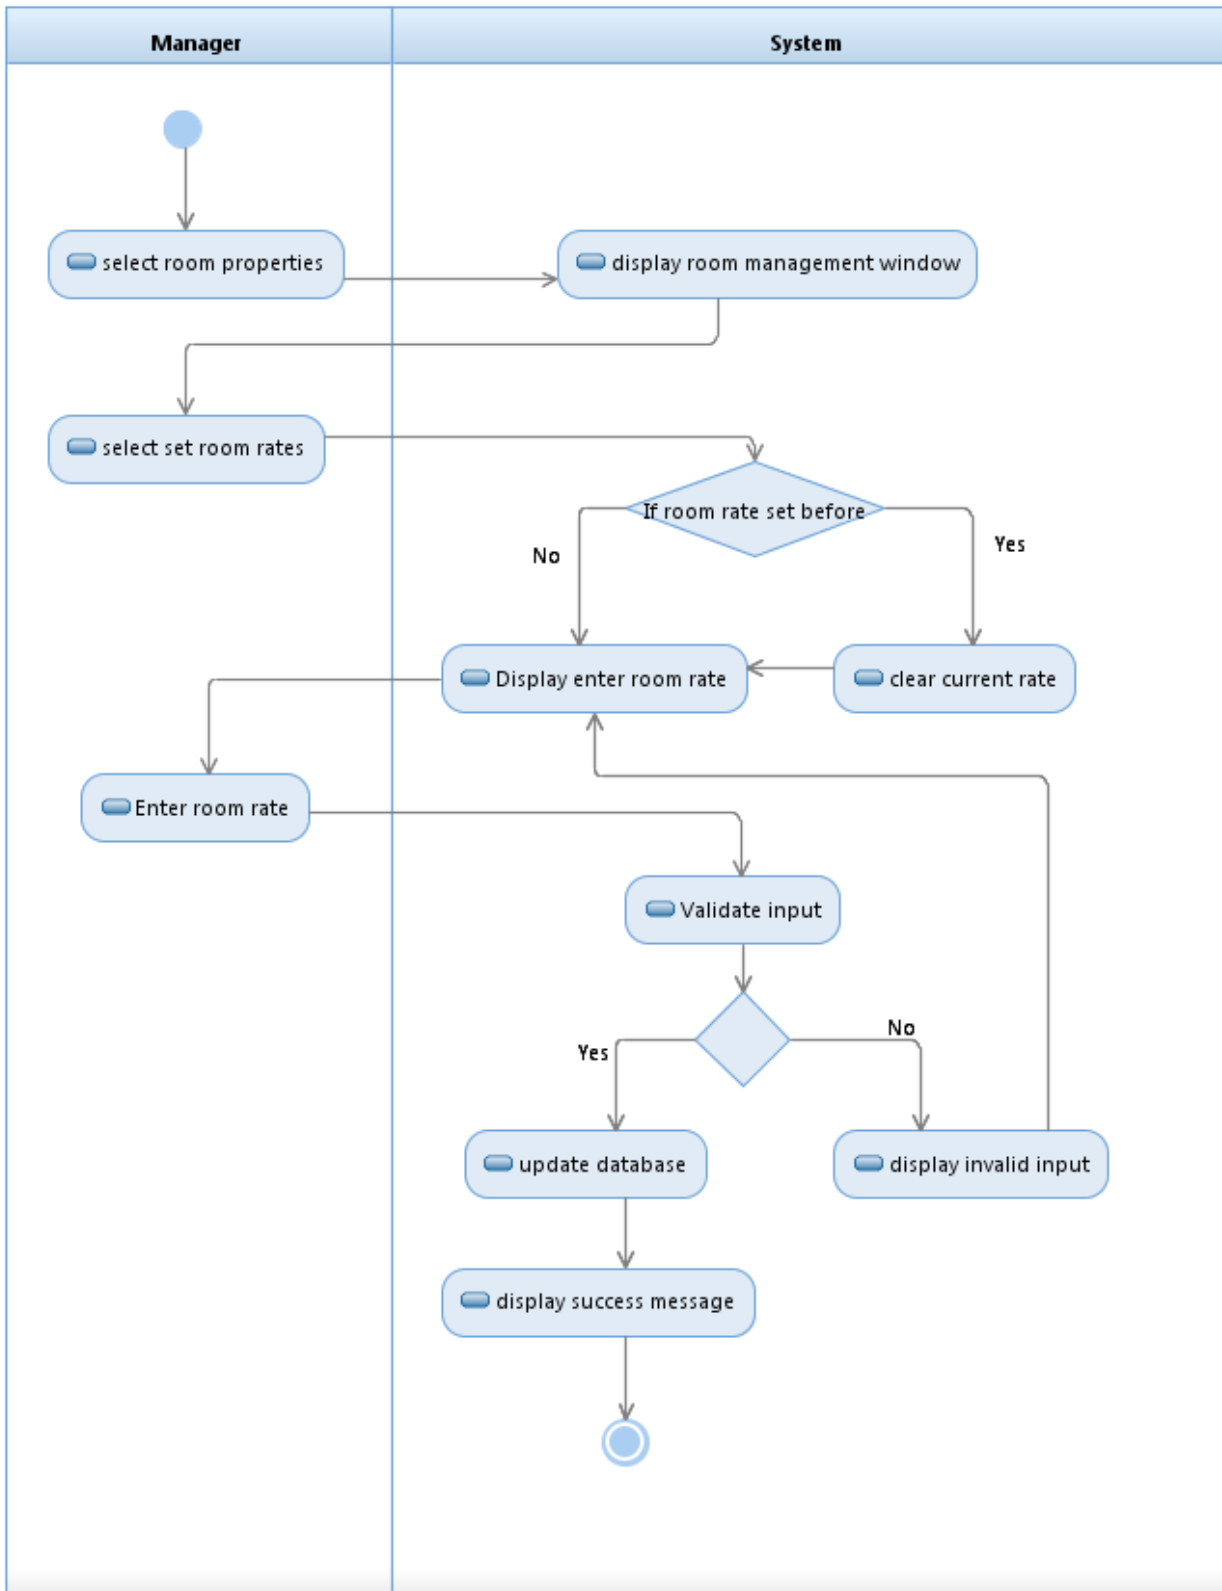 Manager
System
select room properties
display room management window
select set room rates
If room rate set before
No
Yes
Display enter room rate
clear current rate
Enter room rate
Validate input
Yes
No
update database
display invalid input
display success message